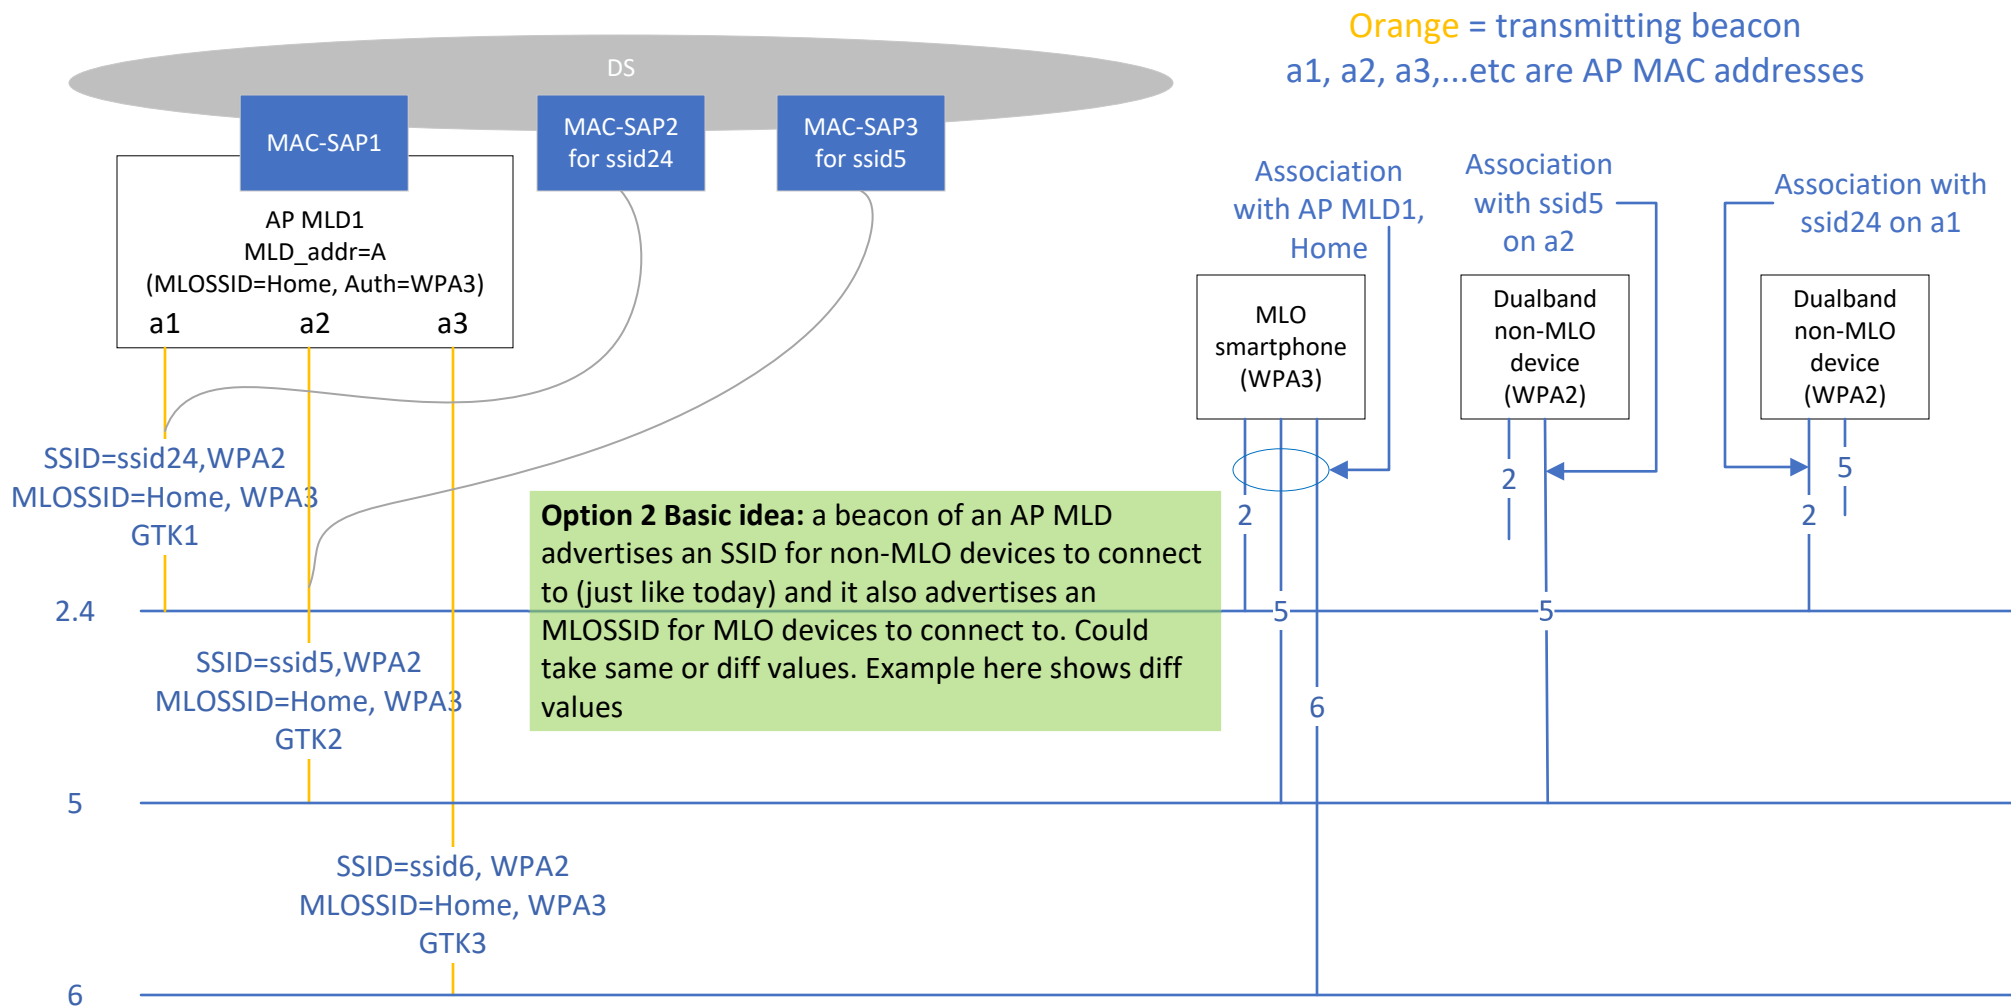 Orange = transmitting beacon
a1, a2, a3,...etc are AP MAC addresses
DS
MAC-SAP1
MAC-SAP2
for ssid24
MAC-SAP3
for ssid5
AP MLD1
MLD_addr=A
(MLOSSID=Home, Auth=WPA3)
a1
a2
a3
Association
with AP MLD1,
Home
Association
with ssid5
on a2
Association with
ssid24 on a1
MLO
smartphone
(WPA3)
Dualband
non-MLO
device
(WPA2)
Dualband
non-MLO
device
(WPA2)
SSID=ssid24,WPA2
MLOSSID=Home, WPA3
GTK1
Option 2 Basic idea: a beacon of an AP MLD
advertises an SSID for non-MLO devices to connect
to (just like today) and it also advertises an
MLOSSID for MLO devices to connect to. Could
take same or diff values. Example here shows diff
values
2
5
6
2
5
2
5
2.4
SSID=ssid5,WPA2
MLOSSID=Home, WPA3
GTK2
5
SSID=ssid6, WPA2
MLOSSID=Home, WPA3
GTK3
6